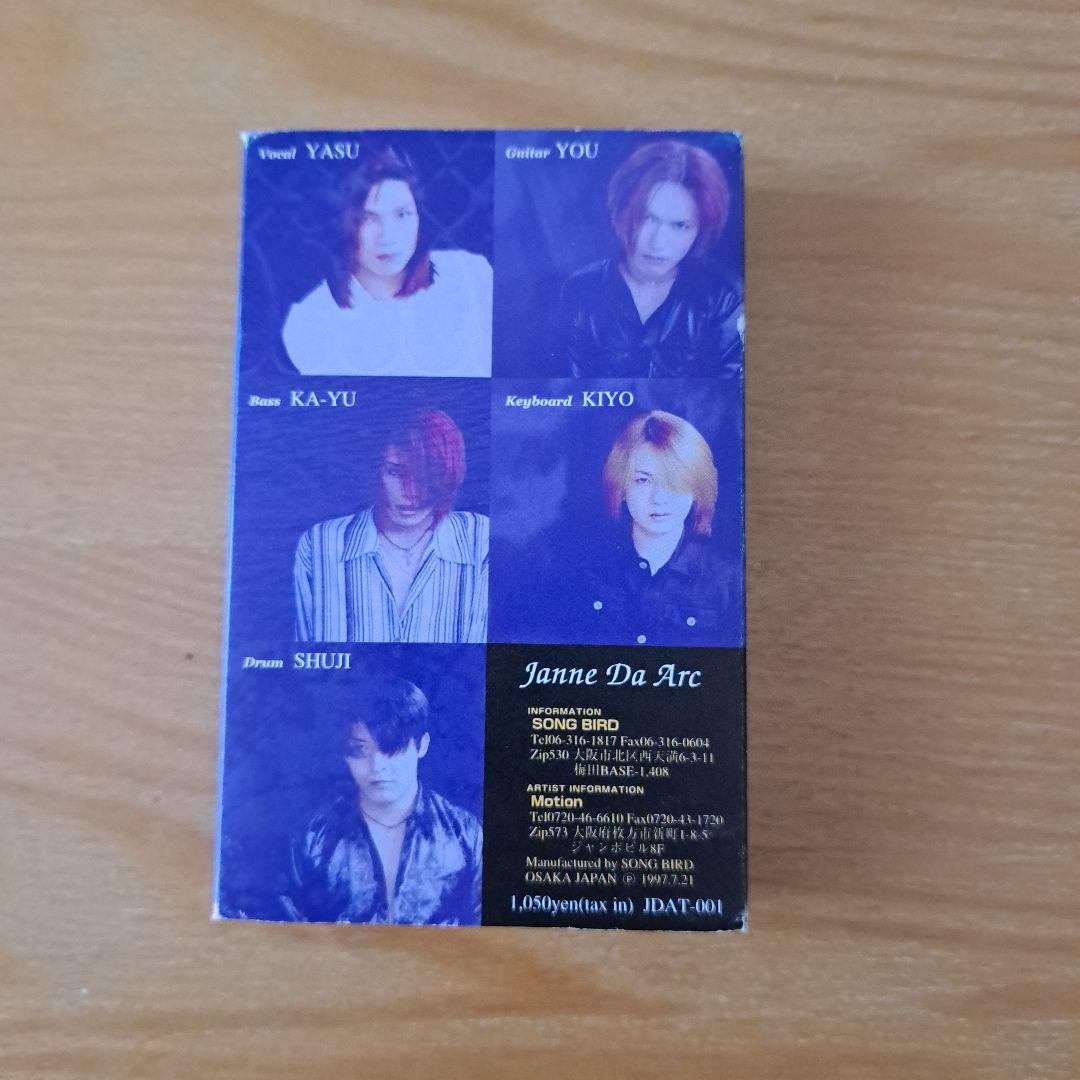 Vocal YASU
Guitar YOU
Bass KA-YU
Keyboard KIYO
Drum SHUJI
Janne Da Arc
INFORMATION
SONG BIRD
Tel06-316-1817 Fax06-316-0604
Zip530 大阪市北区西天満6-3-11
梅田BASE-1,408
ARTIST INFORMATION
Motion
Tel0720-46-6610 Fax0720-43-1720
Zip573 大阪府枚方市新町1-8-5
ジャンボビル8F
Manufactured by SONG BIRD
OSAKA JAPAN ℗ 1997.7.21
1,050yen(tax in) JDAT-001